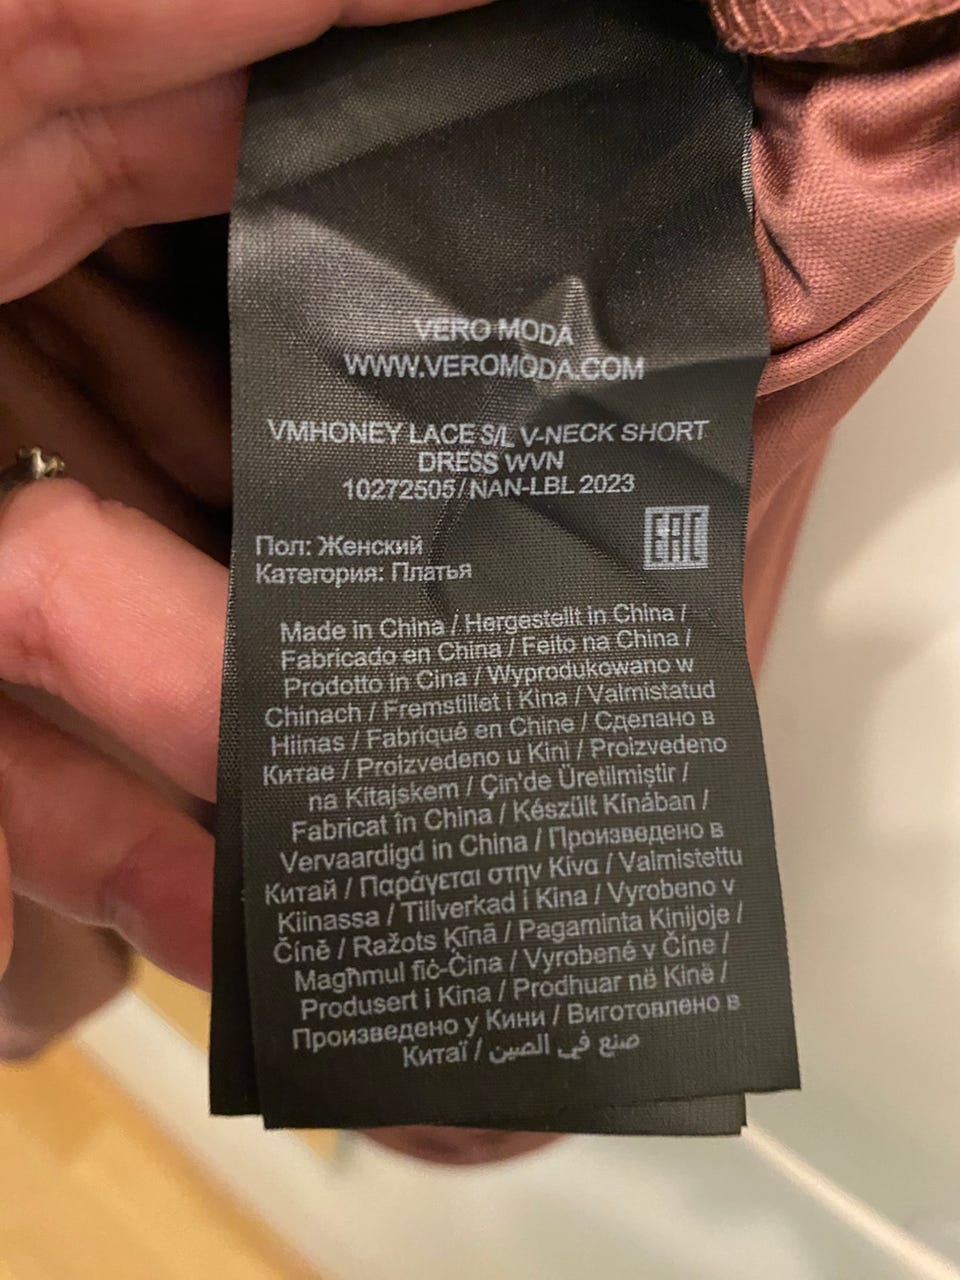 VERO MODA
WWW.VEROMODA.COM
VMHONEY LACE S/L V-NECK SHORT
DRESS WVN
10272505/NAN-LBL 2023
EAC
Пол: Женский
Категория: Платья
Made in China / Hergestellt in China /
Fabricado en China / Feito na China /
Prodotto in Cina / Wyprodukowano w
Chinach / Fremstillet i Kina / Valmistatud
Hiinas / Fabriqué en Chine / Сделано в
Китае / Proizvedeno u Kini / Proizvedeno
na Kitajskem / Çin'de Üretilmiştir /
Fabricat în China / Készült Kínában /
Vervaardigd in China / Произведено в
Китай / Παράγεται στην Κίνα / Valmistettu
Kiinassa / Tillverkad i Kina / Vyrobeno v
Číně / Ražots Ķīnā / Pagaminta Kinijoje /
Magħmul fiċ-Ċina / Vyrobené v Číne /
Produsert i Kina / Prodhuar në Kinë /
Произведено у Кини / Виготовлено в
Китаї / صنع في الصين